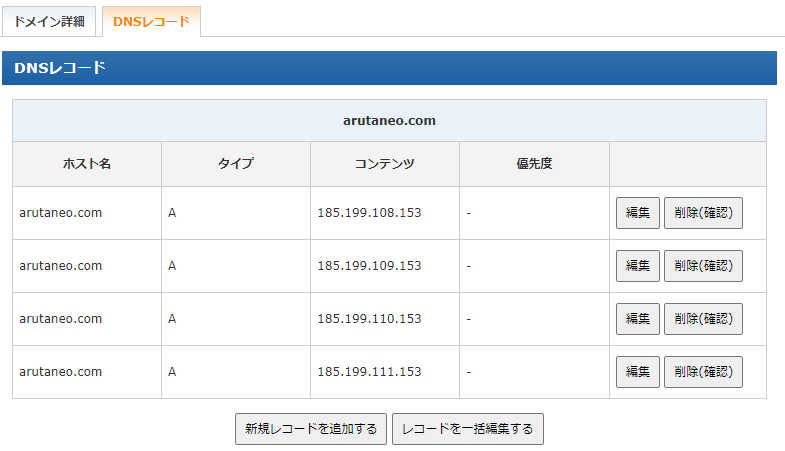 ドメイン詳細 DNSレコード
DNSレコード
arutaneo.com
ホスト名 タイプ コンテンツ 優先度
arutaneo.com A 185.199.108.153 - 編集 削除(確認)
arutaneo.com A 185.199.109.153 - 編集 削除(確認)
arutaneo.com A 185.199.110.153 - 編集 削除(確認)
arutaneo.com A 185.199.111.153 - 編集 削除(確認)
新規レコードを追加する レコードを一括編集する